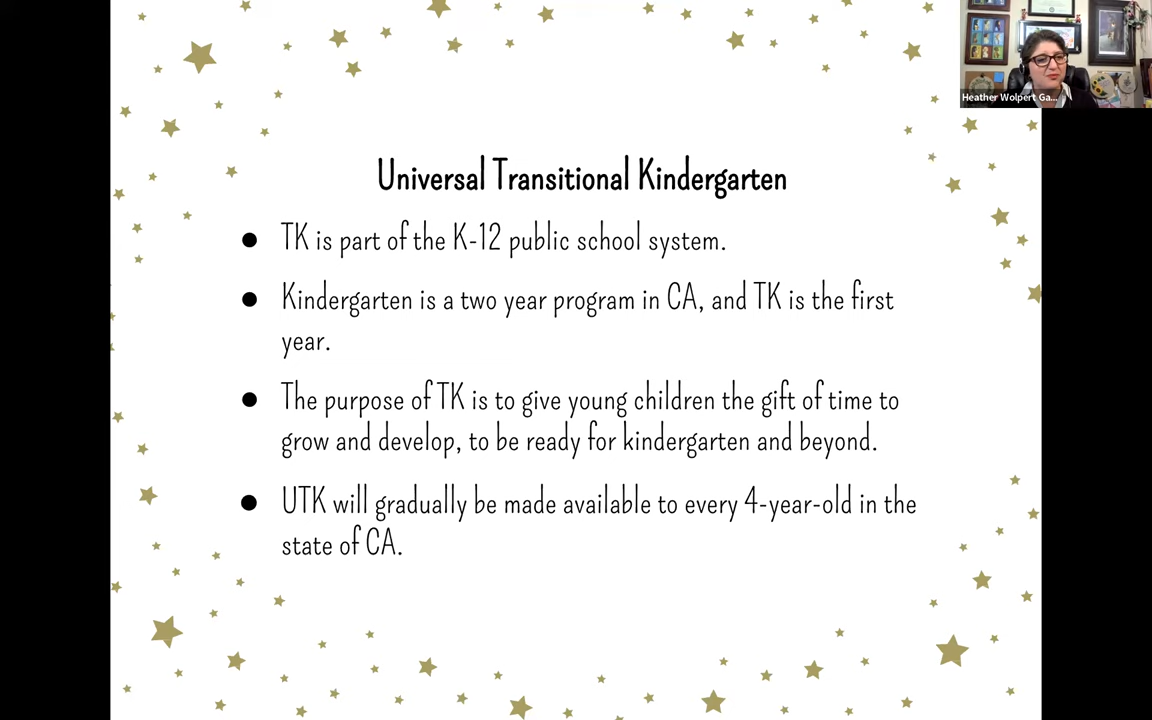 Heather Wolpert Ga...
Universal Transitional Kindergarten
● TK is part of the K-12 public school system.
● Kindergarten is a two year program in CA, and TK is the first
year.
● The purpose of TK is to give young children the gift of time to
grow and develop, to be ready for kindergarten and beyond.
● UTK will gradually be made available to every 4-year-old in the
state of CA.